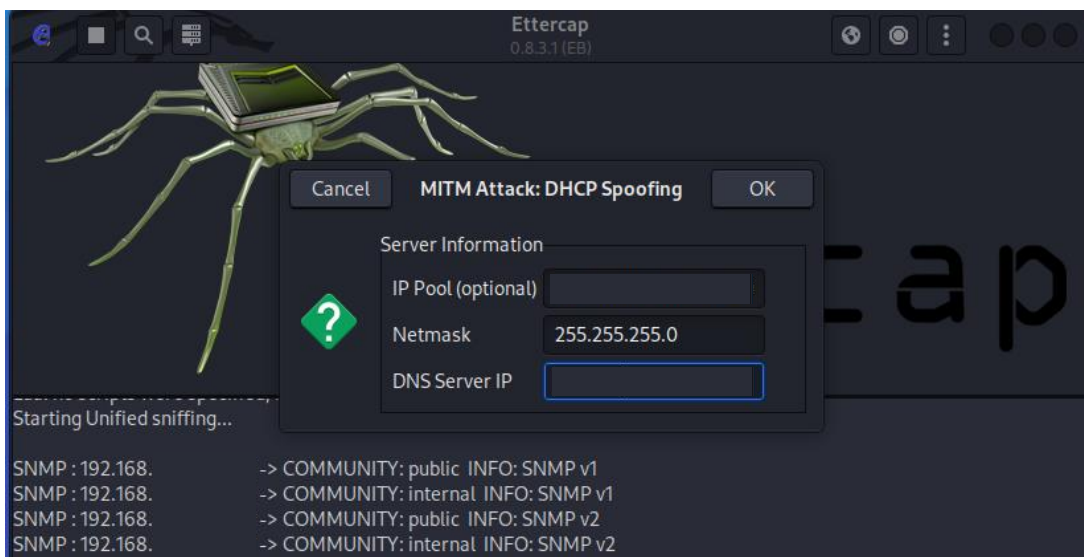 Ettercap
0.8.3.1 (EB)
Cancel MITM Attack: DHCP Spoofing OK
Server Information
IP Pool (optional)
Netmask 255.255.255.0
DNS Server IP
cap
Starting Unified sniffing...
SNMP : 192.168. -> COMMUNITY: public INFO: SNMP v1
SNMP : 192.168. -> COMMUNITY: internal INFO: SNMP v1
SNMP : 192.168. -> COMMUNITY: public INFO: SNMP v2
SNMP : 192.168. -> COMMUNITY: internal INFO: SNMP v2